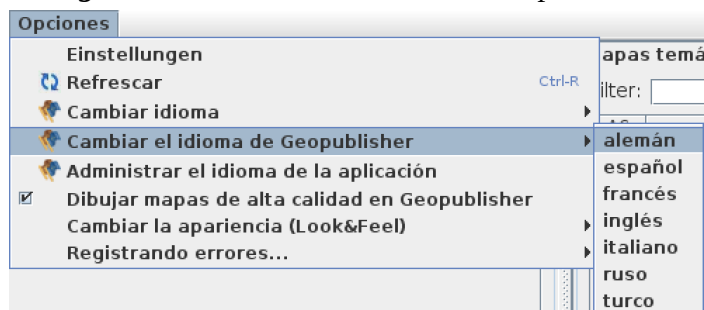 Opciones
Einstellungen
Refrescar Ctrl-R
Cambiar idioma
Cambiar el idioma de Geopublisher
Administrar el idioma de la aplicación
Dibujar mapas de alta calidad en Geopublisher
Cambiar la apariencia (Look&Feel)
Registrando errores...
apas temá
ilter:
alemán
español
francés
inglés
italiano
ruso
turco